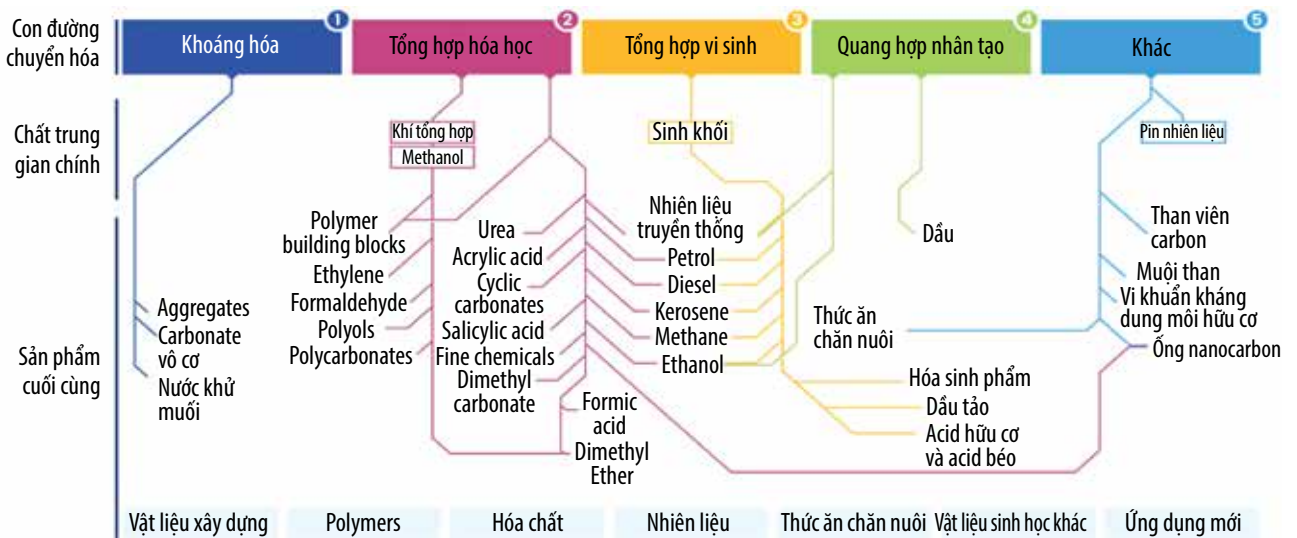 Con đường
chuyển hóa
1
Khoáng hóa
2
Tổng hợp hóa học
3
Tổng hợp vi sinh
4
Quang hợp nhân tạo
5
Khác
Chất trung
gian chính
Khí tổng hợp
Methanol
Sinh khối
Pin nhiên liệu
Sản phẩm
cuối cùng
Aggregates
Carbonate
vô cơ
Nước khử
muối
Polymer
building blocks
Ethylene
Formaldehyde
Polyols
Polycarbonates
Urea
Acrylic acid
Cyclic
carbonates
Salicylic acid
Fine chemicals
Dimethyl
carbonate
Formic
acid
Dimethyl
Ether
Nhiên liệu
truyền thống
Petrol
Diesel
Kerosene
Methane
Ethanol
Dầu
Thức ăn
chăn nuôi
Hóa sinh phẩm
Dầu tảo
Acid hữu cơ
và acid béo
Than viên
carbon
Muội than
Vi khuẩn kháng
dung môi hữu cơ
Ống nanocarbon
Vật liệu xây dựng
Polymers
Hóa chất
Nhiên liệu
Thức ăn chăn nuôi
Vật liệu sinh học khác
Ứng dụng mới